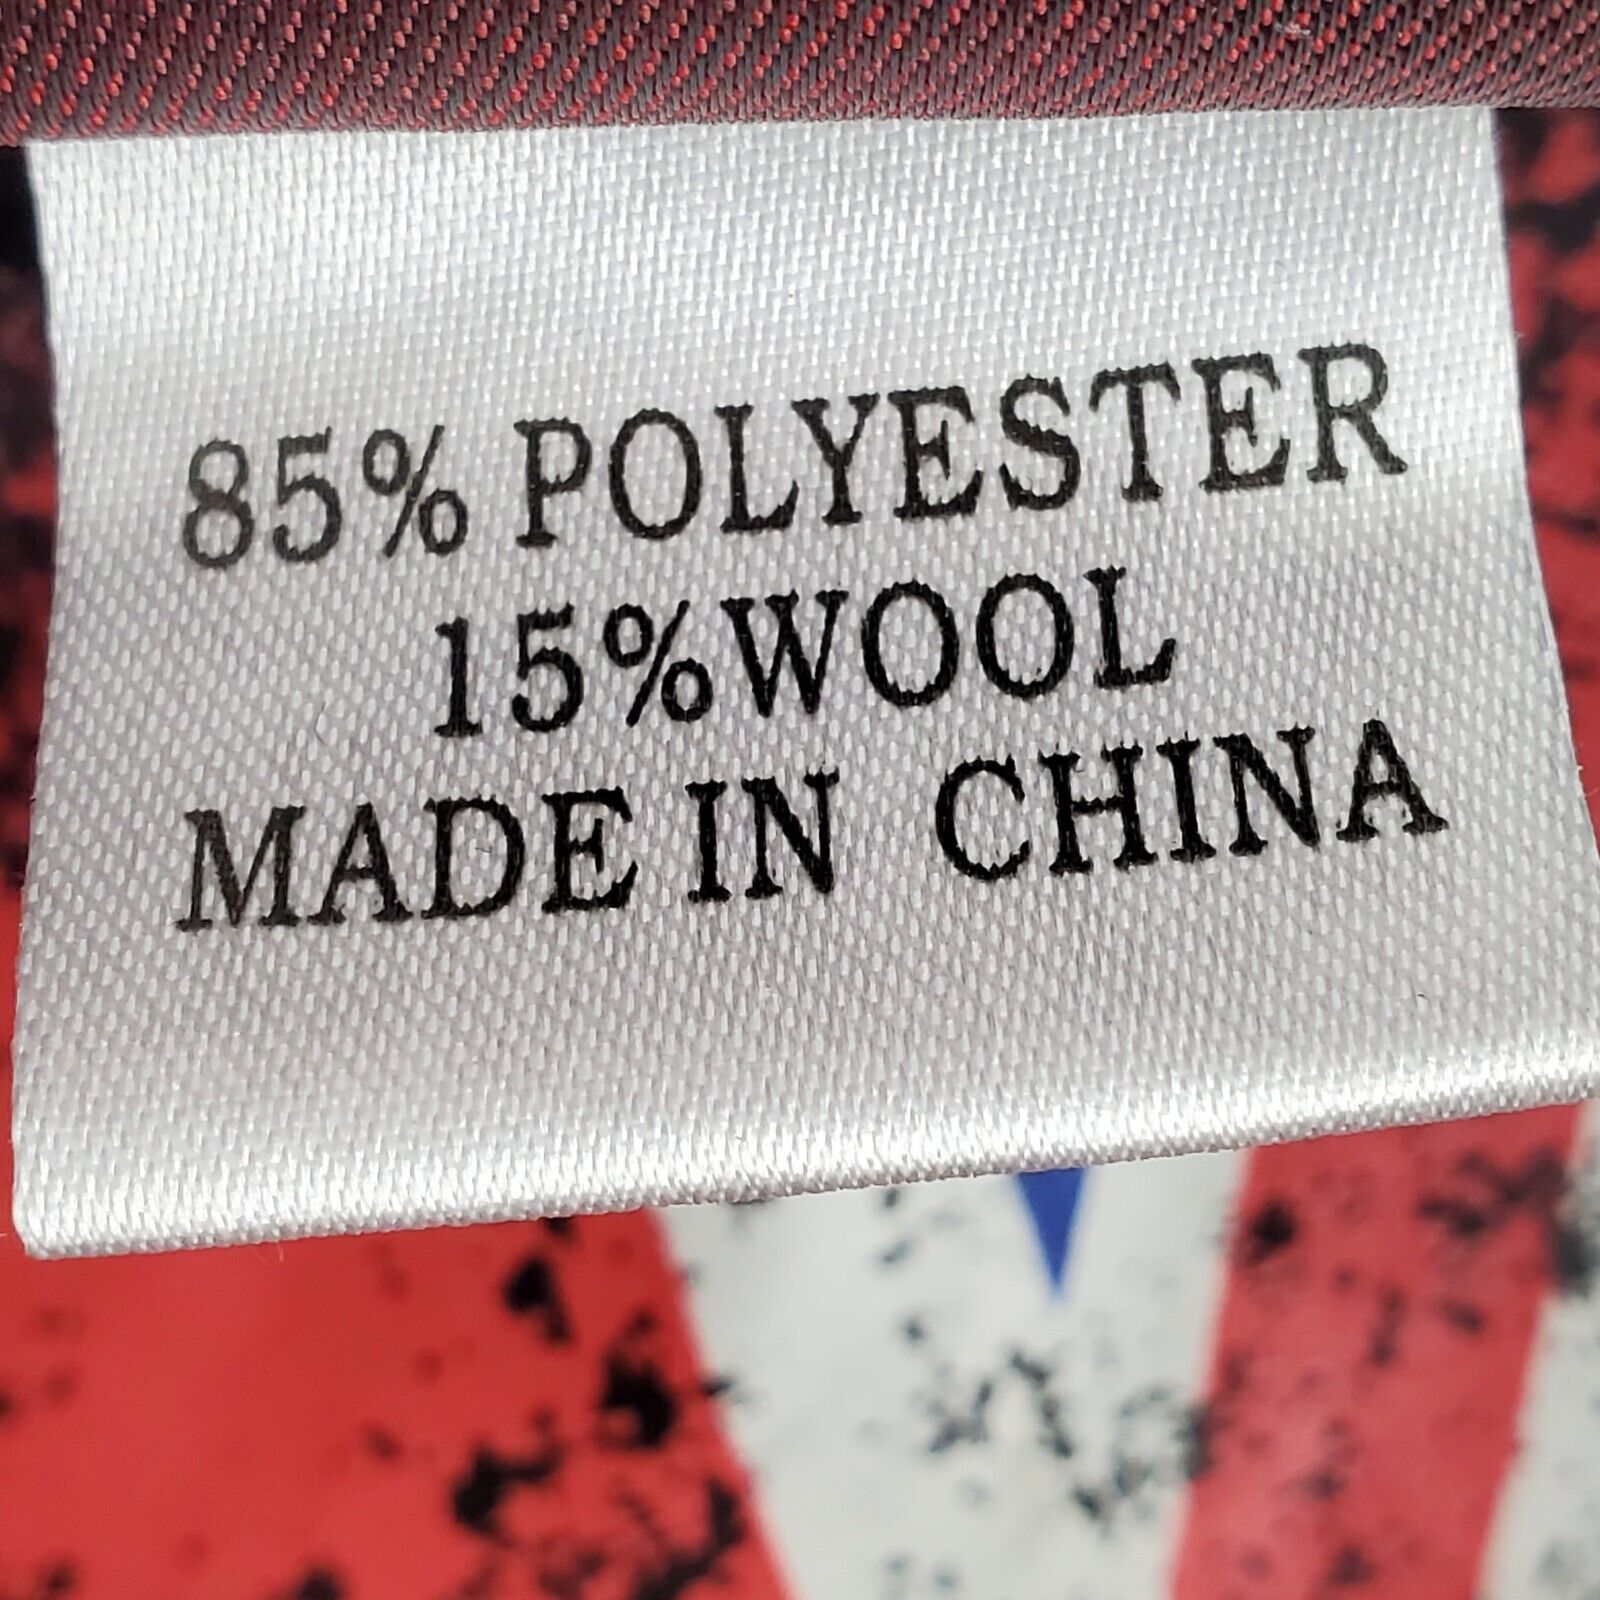 85% POLYESTER
15%WOOL
MADE IN CHINA